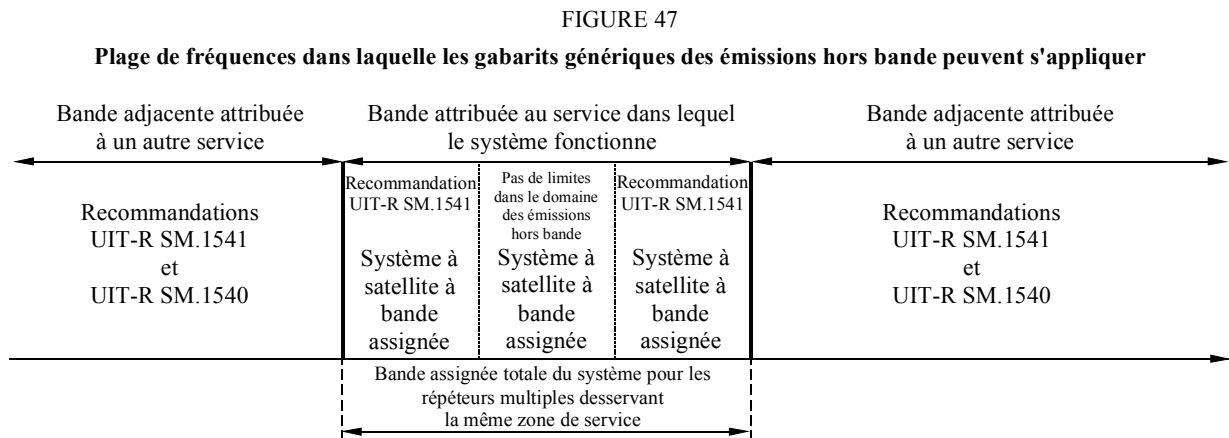 FIGURE 47
Plage de fréquences dans laquelle les gabarits génériques des émissions hors bande peuvent s'appliquer
Bande adjacente attribuée
à un autre service
Bande attribuée au service dans lequel
le système fonctionne
Bande adjacente attribuée
à un autre service
Recommandations
UIT-R SM.1541
et
UIT-R SM.1540
Recommandation
UIT-R SM.1541
Système à
satellite à
bande
assignée
Pas de limites
dans le domaine
des émissions
hors bande
Système à
satellite à
bande
assignée
Recommandation
UIT-R SM.1541
Système à
satellite à
bande
assignée
Recommandations
UIT-R SM.1541
et
UIT-R SM.1540
Bande assignée totale du système pour les
répéteurs multiples desservant
la même zone de service